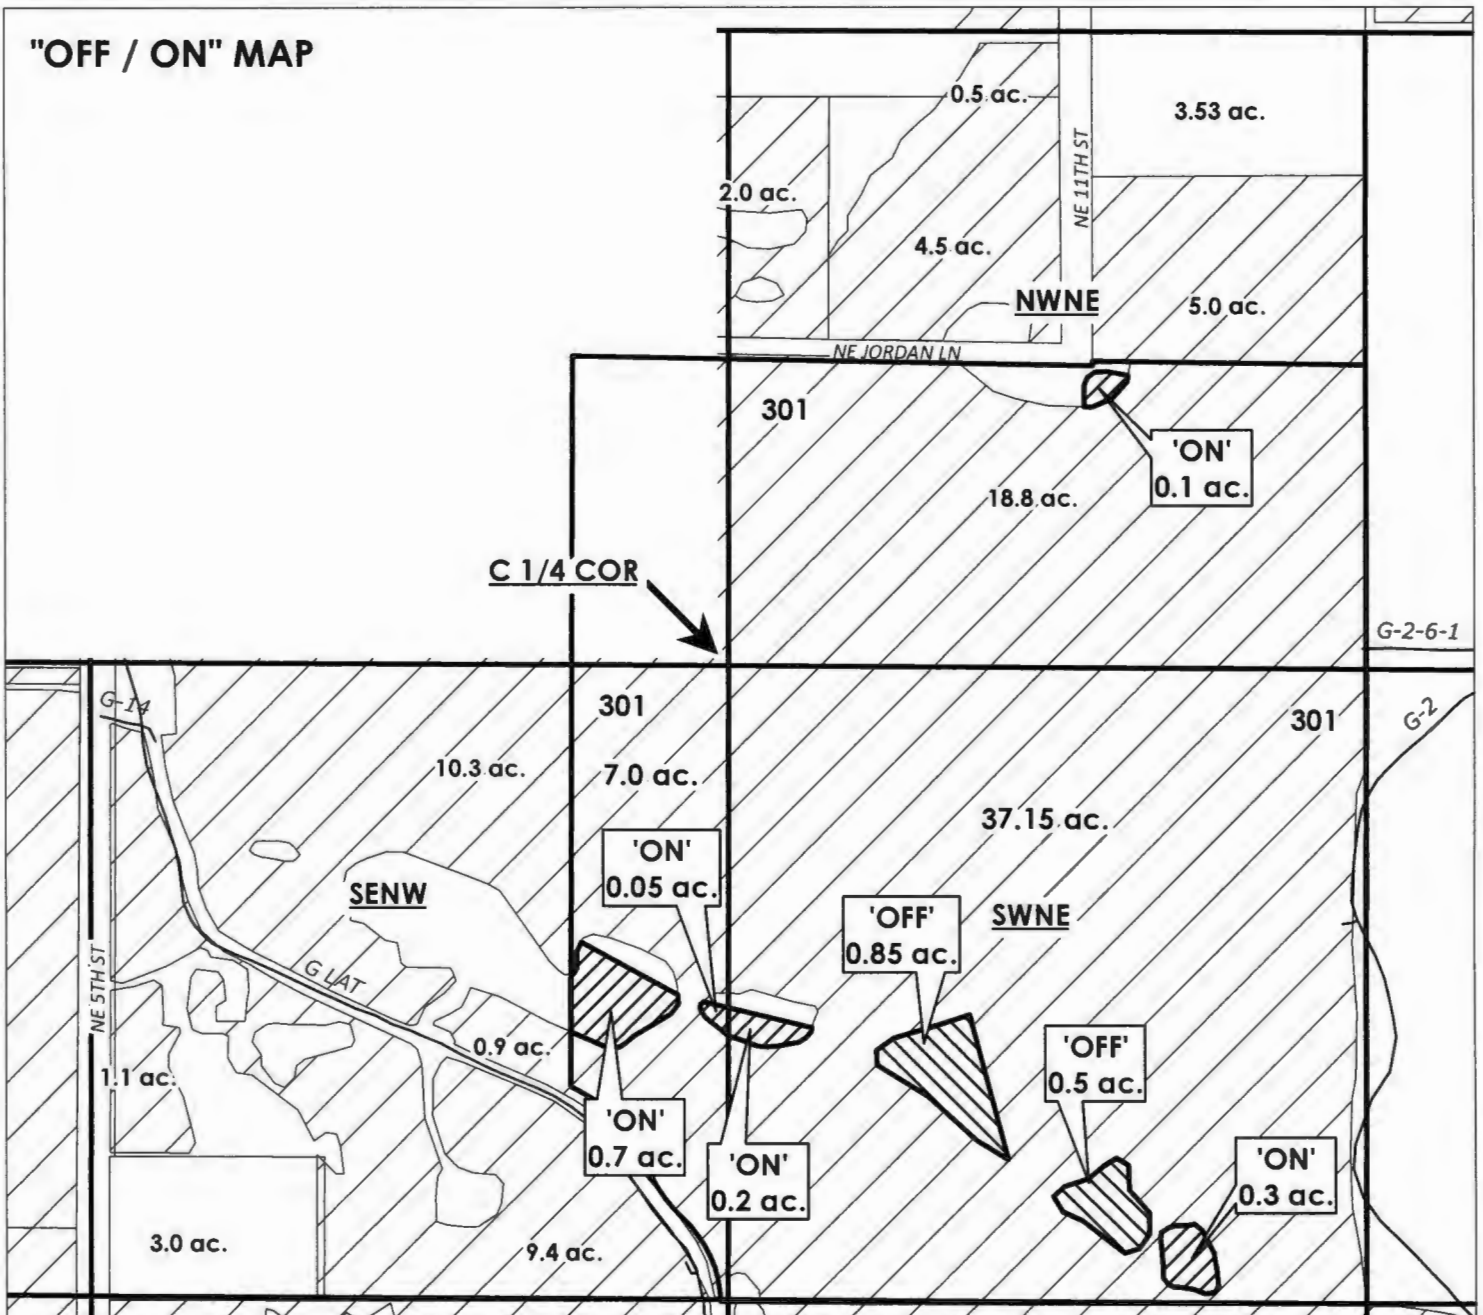 "OFF / ON" MAP
0.5 ac.
3.53 ac.
NE 11TH ST
2.0 ac.
4.5 ac.
NWNE
5.0 ac.
NE JORDAN LN
301
'ON'
0.1 ac.
18.8 ac.
C 1/4 COR
G-2-6-1
G-14
301
301
G-2
10.3 ac.
7.0 ac.
37.15 ac.
'ON'
0.05 ac.
SENW
'OFF'
0.85 ac.
SWNE
NE 5TH ST
G LAT
0.9 ac.
1.1 ac.
'OFF'
0.5 ac.
'ON'
0.7 ac.
'ON'
0.2 ac.
'ON'
0.3 ac.
3.0 ac.
9.4 ac.